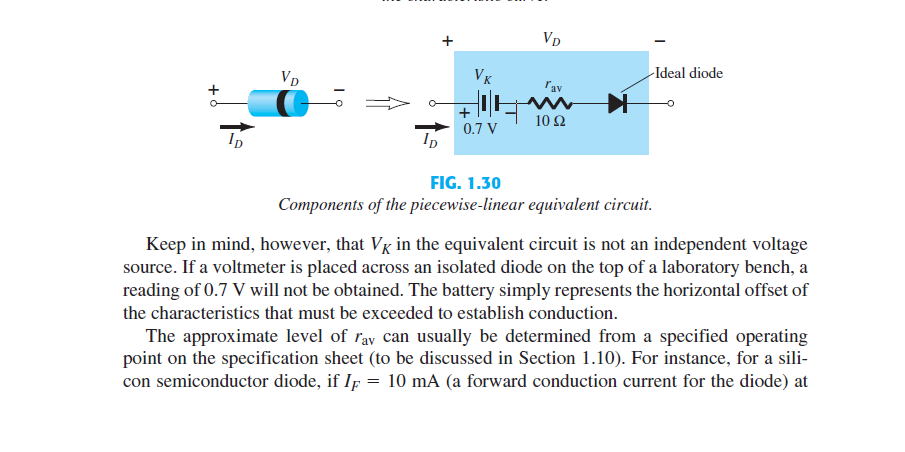 + V_D −
V_K r_av Ideal diode
+ V_D −
+ −
0.7 V 10 Ω
I_D I_D
FIG. 1.30
Components of the piecewise-linear equivalent circuit.
Keep in mind, however, that V_K in the equivalent circuit is not an independent voltage
source. If a voltmeter is placed across an isolated diode on the top of a laboratory bench, a
reading of 0.7 V will not be obtained. The battery simply represents the horizontal offset of
the characteristics that must be exceeded to establish conduction.
The approximate level of r_av can usually be determined from a specified operating
point on the specification sheet (to be discussed in Section 1.10). For instance, for a sili-
con semiconductor diode, if I_F = 10 mA (a forward conduction current for the diode) at